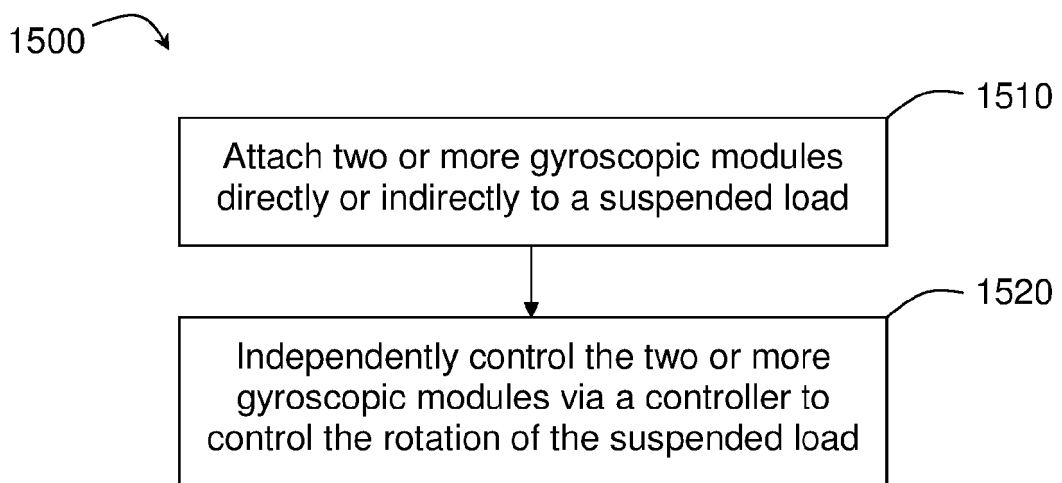 1500
1510
Attach two or more gyroscopic modules
directly or indirectly to a suspended load
1520
Independently control the two or more
gyroscopic modules via a controller to
control the rotation of the suspended load